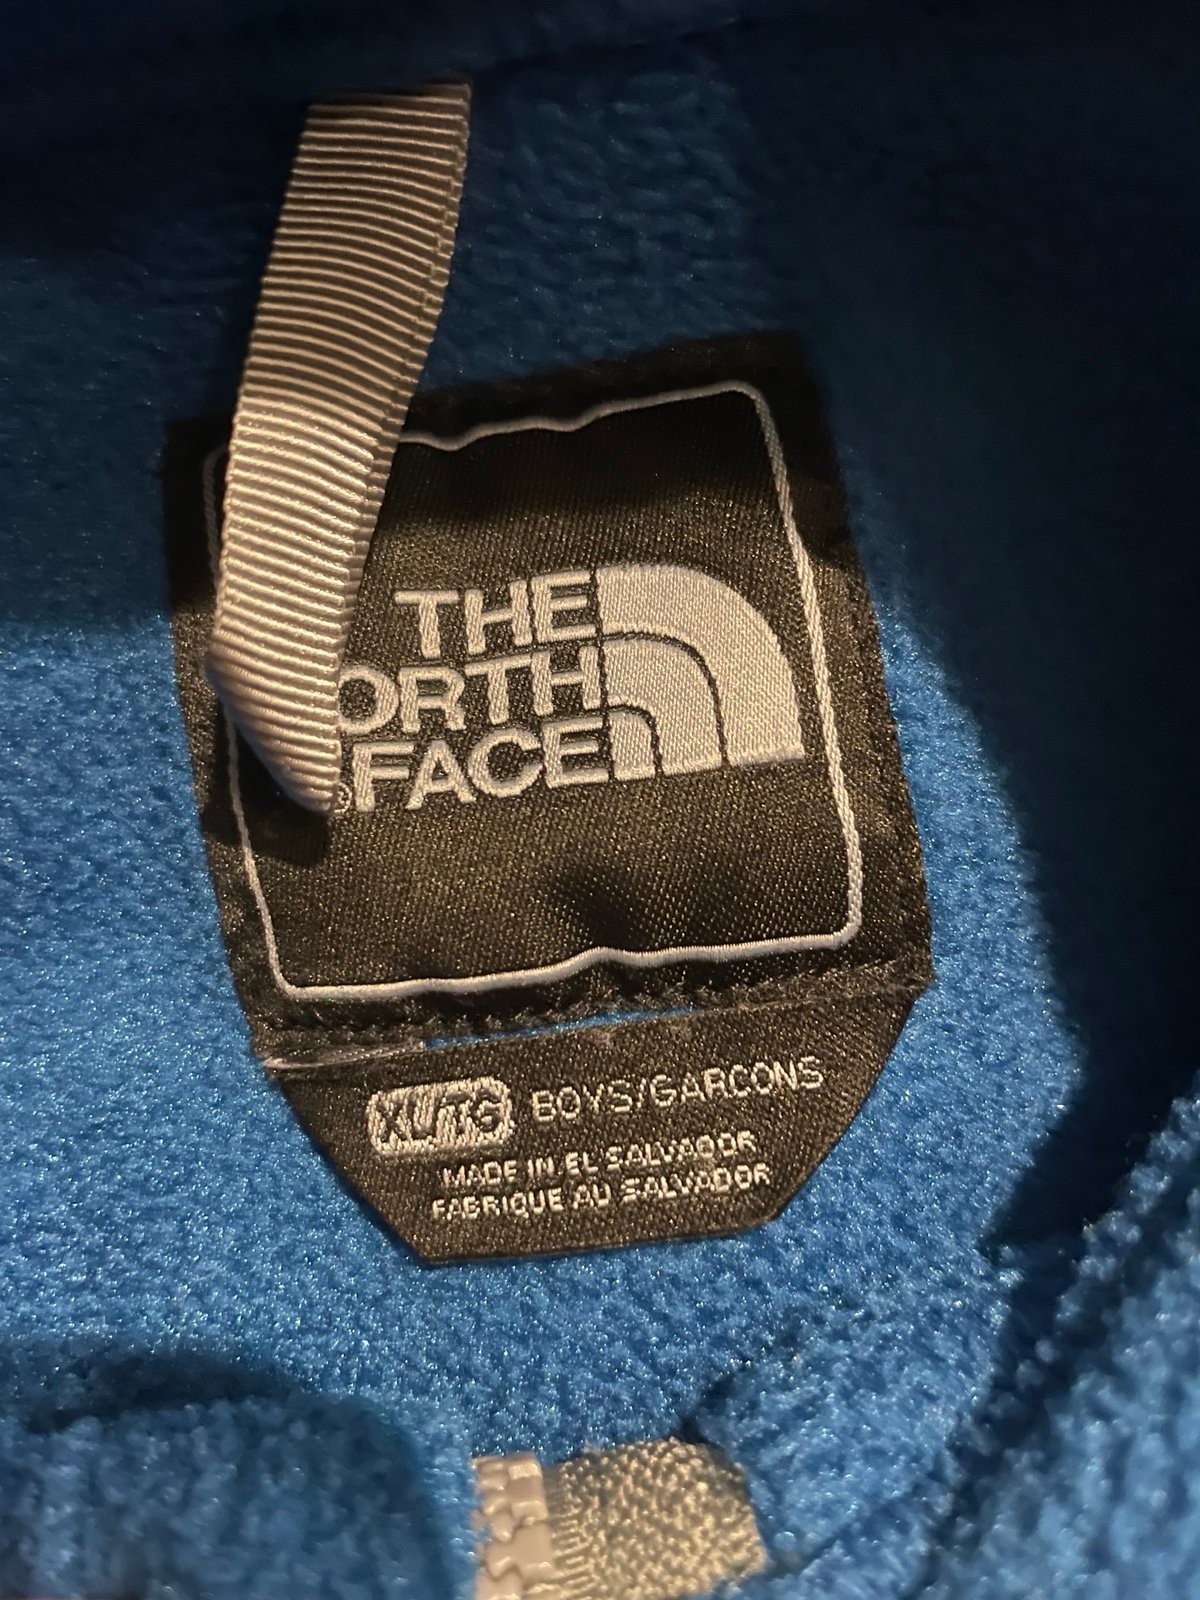 THE
ORTH
®FACE
XL/TG BOYS/GARCONS
MADE IN EL SALVADOR
FABRIQUE AU SALVADOR